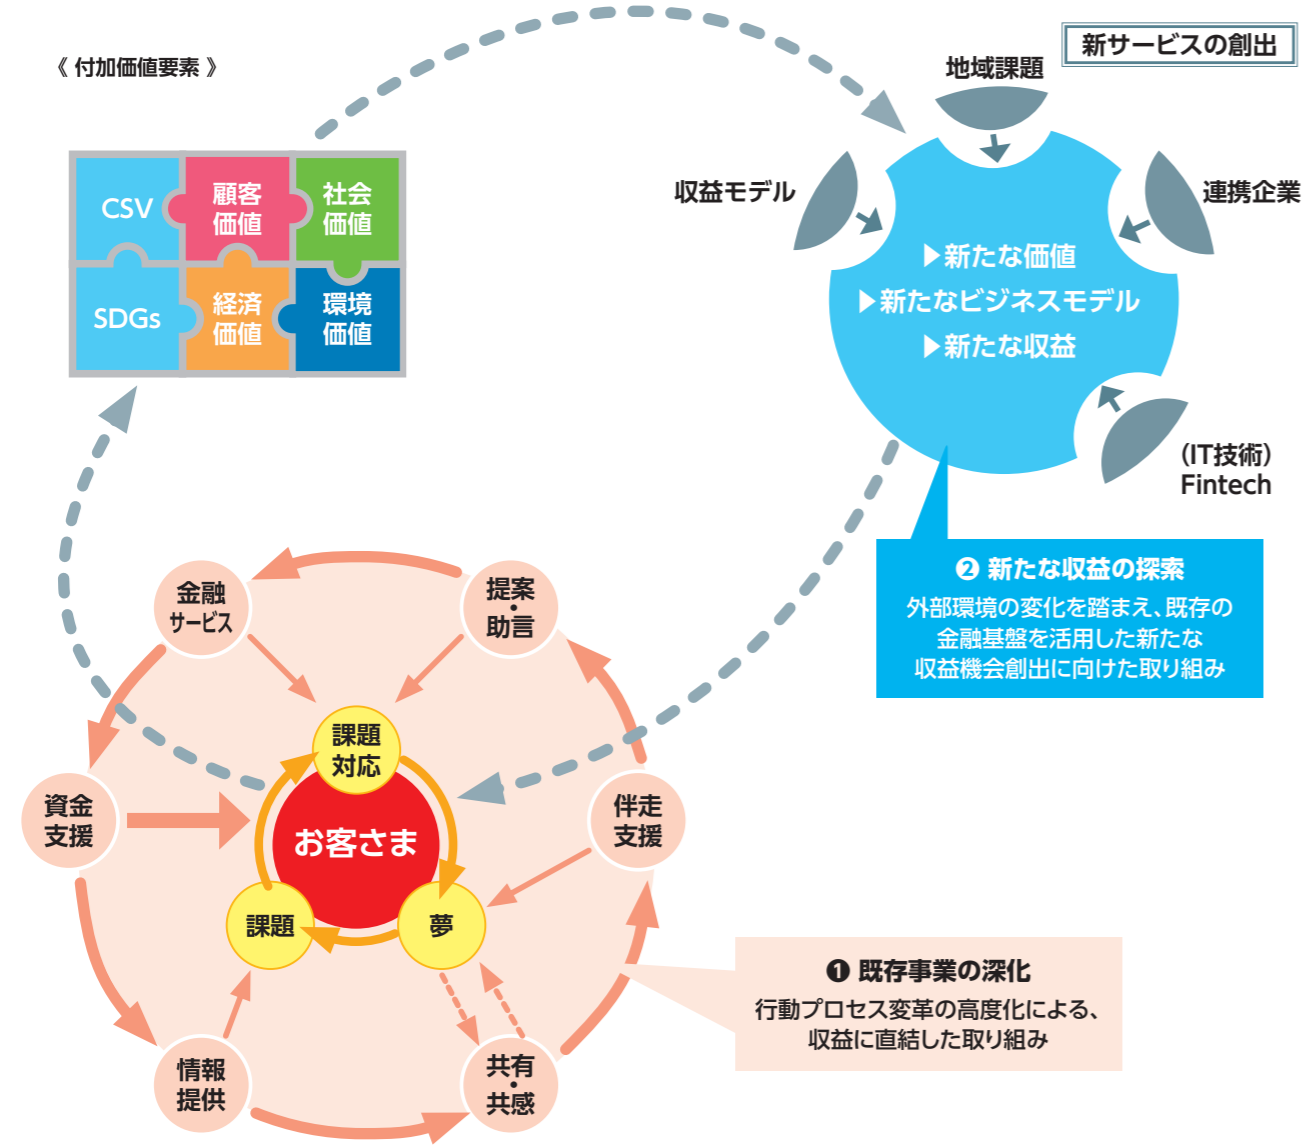 《 付加価値要素 》
CSV
顧客
価値
社会
価値
SDGs
経済
価値
環境
価値
新サービスの創出
地域課題
収益モデル
連携企業
▶新たな価値
▶新たなビジネスモデル
▶新たな収益
（IT技術）
Fintech
❷ 新たな収益の探索
外部環境の変化を踏まえ、既存の
金融基盤を活用した新たな
収益機会創出に向けた取り組み
金融
サービス
提案
・
助言
課題
対応
資金
支援
お客さま
伴走
支援
課題
夢
情報
提供
共有
・
共感
❶ 既存事業の深化
行動プロセス変革の高度化による、
収益に直結した取り組み